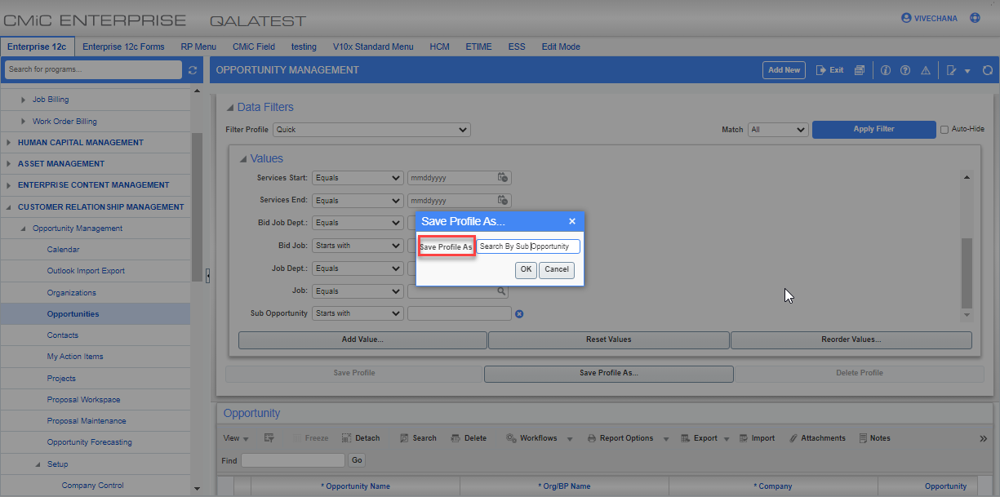 CMiC ENTERPRISE QALATEST
VIVECHANA
Enterprise 12c Enterprise 12c Forms RP Menu CMiC Field testing V10x Standard Menu HCM ETIME ESS Edit Mode
Search for programs...
OPPORTUNITY MANAGEMENT
Add New Exit
Job Billing
Work Order Billing
HUMAN CAPITAL MANAGEMENT
ASSET MANAGEMENT
ENTERPRISE CONTENT MANAGEMENT
CUSTOMER RELATIONSHIP MANAGEMENT
Opportunity Management
Calendar
Outlook Import Export
Organizations
Opportunities
Contacts
My Action Items
Projects
Proposal Workspace
Proposal Maintenance
Opportunity Forecasting
Setup
Company Control
Data Filters
Filter Profile Quick Match All Apply Filter Auto-Hide
Values
Services Start: Equals mmddyyyy
Services End: Equals mmddyyyy
Bid Job Dept.: Equals
Bid Job: Starts with
Job Dept.: Equals
Job: Equals
Sub Opportunity Starts with
Save Profile As...
Save Profile As Search By Sub Opportunity
OK Cancel
Add Value... Reset Values Reorder Values...
Save Profile Save Profile As... Delete Profile
Opportunity
View Freeze Detach Search Delete Workflows Report Options Export Import Attachments Notes
Find Go
* Opportunity Name * Org/BP Name * Company Opportunity